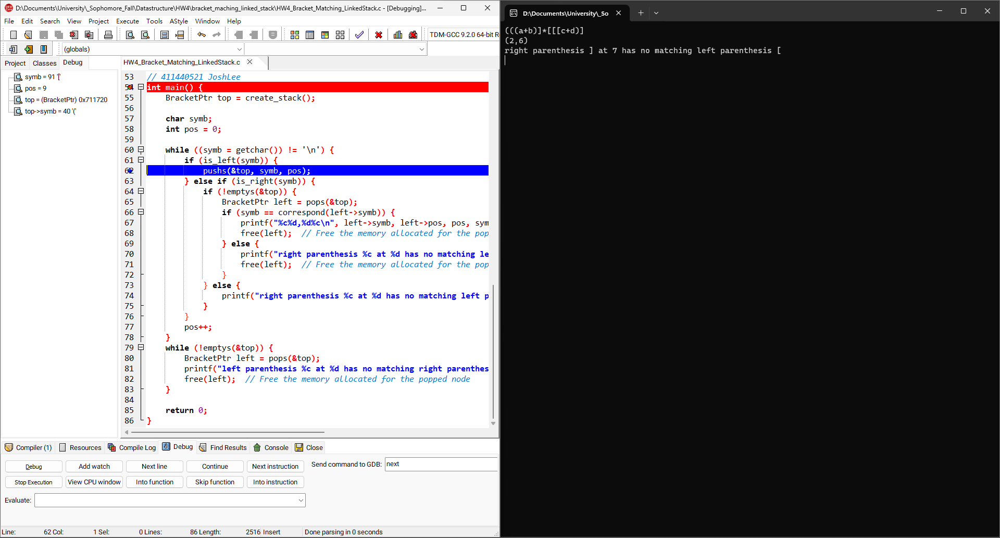 D:\Documents\University\_Sophomore_Fall\Datastructure\HW4\bracket_maching_linked_stack\HW4_Bracket_Matching_LinkedStack.c - [Debugging]...
File Edit Search View Project Execute Tools AStyle Window Help
TDM-GCC 9.2.0 64-bit R
(globals)
Project Classes Debug
symb = 91 '['
pos = 9
top = (BracketPtr) 0x711720
top->symb = 40 '('
HW4_Bracket_Matching_LinkedStack.c
53 // 411440521 JoshLee
54 int main() {
55 BracketPtr top = create_stack();
56
57 char symb;
58 int pos = 0;
59
60 while ((symb = getchar()) != '\n') {
61 if (is_left(symb)) {
62 pushs(&top, symb, pos);
63 } else if (is_right(symb)) {
64 if (!emptys(&top)) {
65 BracketPtr left = pops(&top);
66 if (symb == correspond(left->symb)) {
67 printf("%c%d,%d%c\n", left->symb, left->pos, pos, sym
68 free(left); // Free the memory allocated for the pop
69 } else {
70 printf("right parenthesis %c at %d has no matching le
71 free(left); // Free the memory allocated for the pop
72 }
73 } else {
74 printf("right parenthesis %c at %d has no matching left p
75 }
76 }
77 pos++;
78 }
79 while (!emptys(&top)) {
80 BracketPtr left = pops(&top);
81 printf("left parenthesis %c at %d has no matching right parenthes
82 free(left); // Free the memory allocated for the popped node
83 }
84
85 return 0;
86 }
Compiler (1) Resources Compile Log Debug Find Results Console Close
Debug Add watch Next line Continue Next instruction Send command to GDB: next
Stop Execution View CPU window Into function Skip function Into instruction
Evaluate:
Line: 62 Col: 1 Sel: 0 Lines: 86 Length: 2516 Insert Done parsing in 0 seconds
D:\Documents\University\_So
(((a+b)]*[[[c+d)]
(2,6)
right parenthesis ] at 7 has no matching left parenthesis [